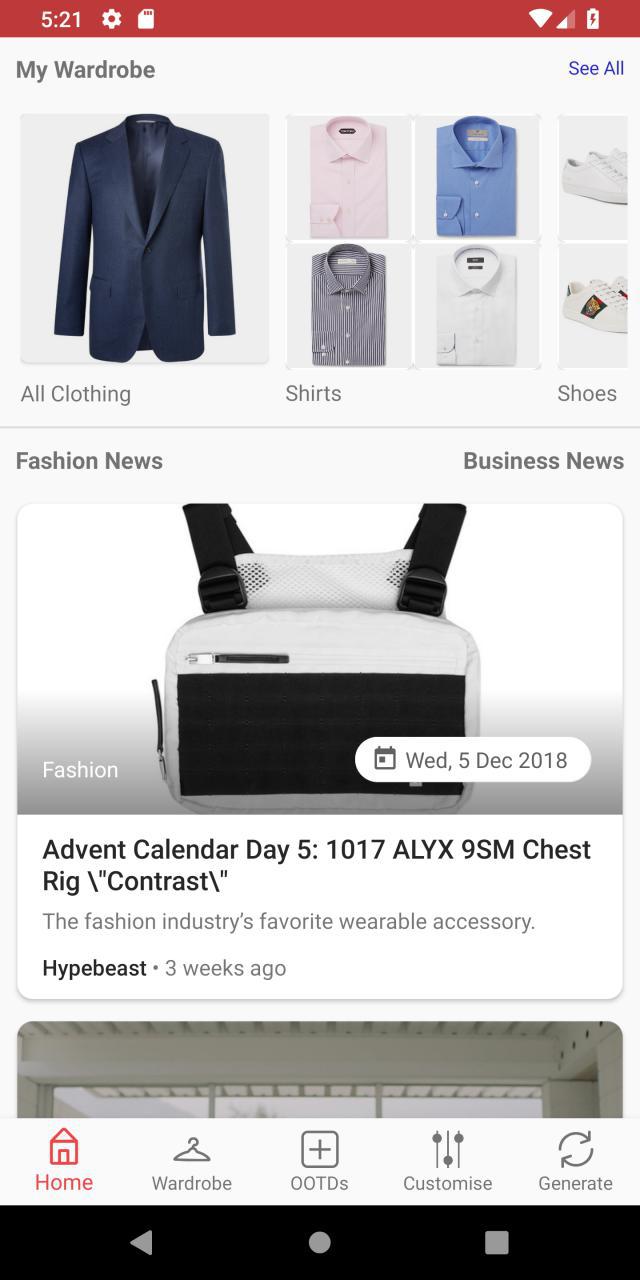 5:21
My Wardrobe
See All
All Clothing
Shirts
Shoes
Fashion News
Business News
Fashion
Wed, 5 Dec 2018
Advent Calendar Day 5: 1017 ALYX 9SM Chest
Rig \"Contrast\"
The fashion industry’s favorite wearable accessory.
Hypebeast • 3 weeks ago
Home
Wardrobe
OOTDs
Customise
Generate